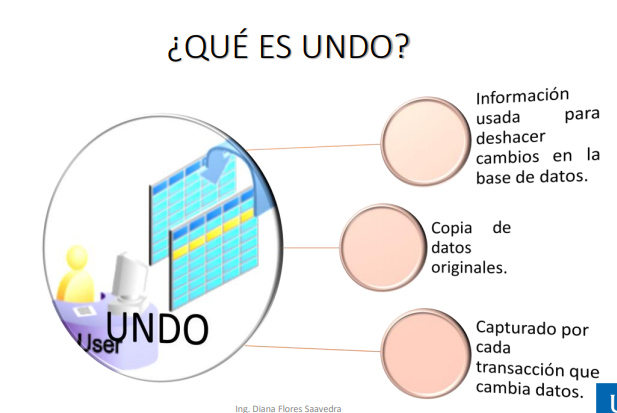 ¿QUÉ ES UNDO?
Información
usada para
deshacer
cambios en la
base de datos.
Copia de
datos
originales.
UNDO
User
Capturado por
cada
transacción que
cambia datos.
Ing. Diana Flores Saavedra
U